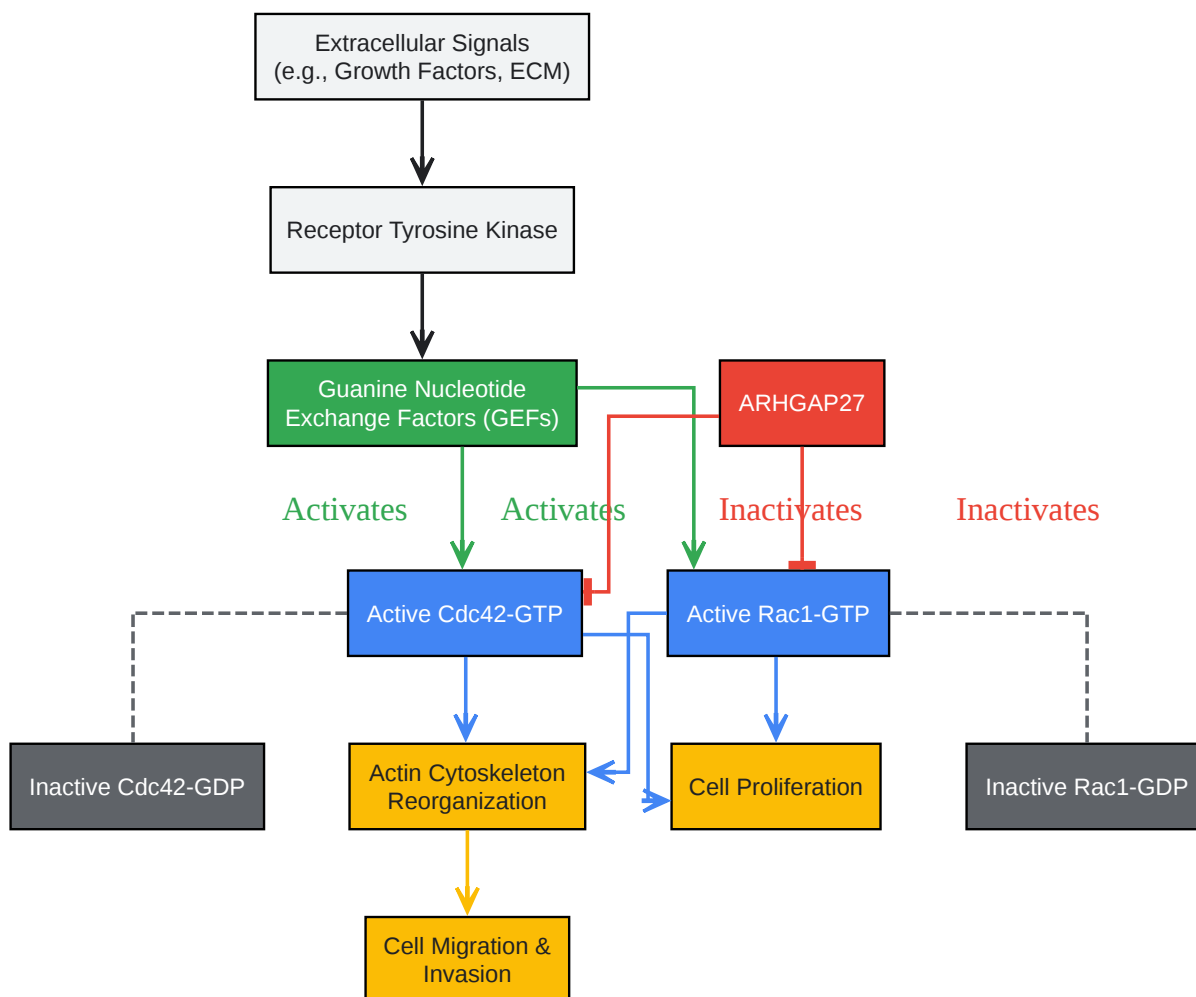 Extracellular Signals
(e.g., Growth Factors, ECM)
Receptor Tyrosine Kinase
Guanine Nucleotide
Exchange Factors (GEFs)
ARHGAP27
Activates
Activates
Inactivates
Inactivates
Active Cdc42-GTP
Active Rac1-GTP
Inactive Cdc42-GDP
Actin Cytoskeleton
Reorganization
Cell Proliferation
Inactive Rac1-GDP
Cell Migration &
Invasion